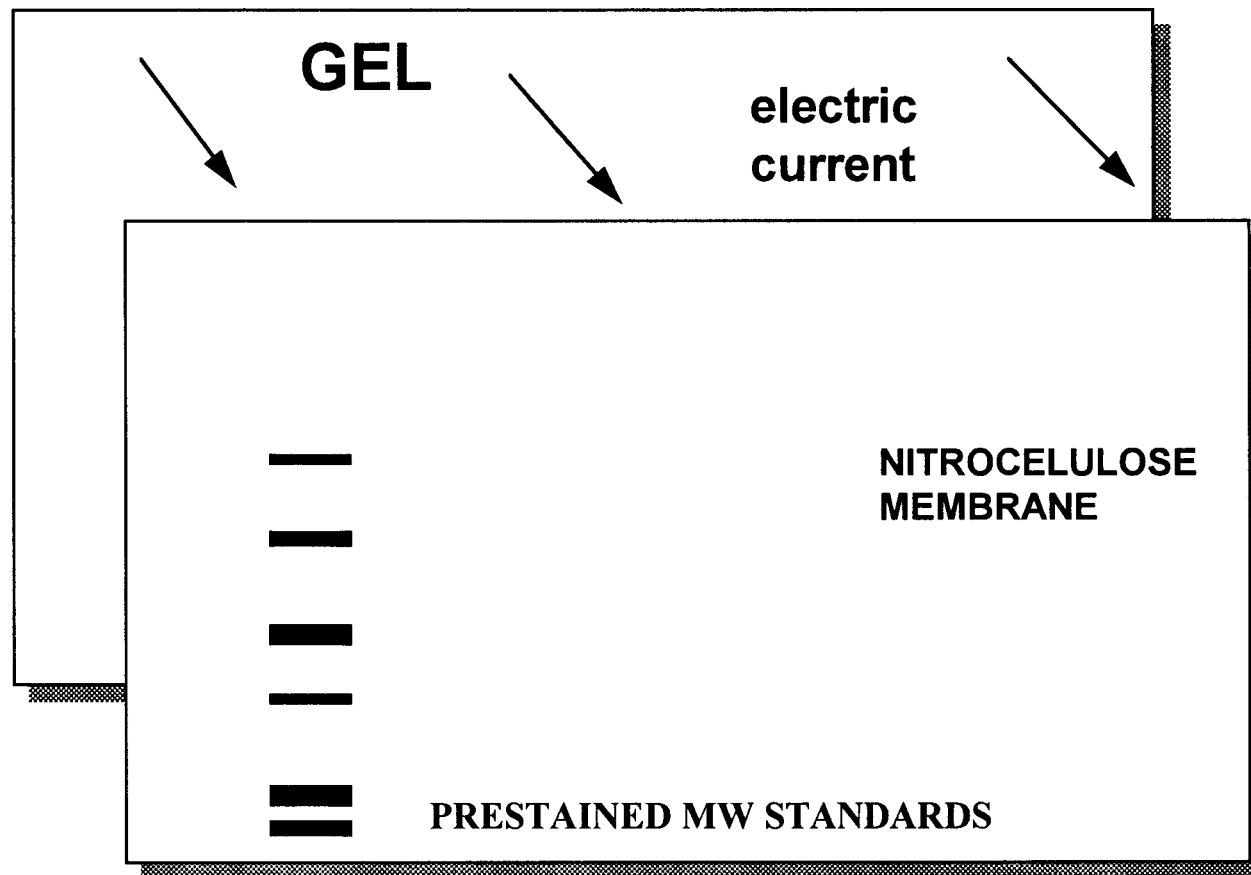 GEL
electric
current
NITROCELULOSE
MEMBRANE
PRESTAINED MW STANDARDS